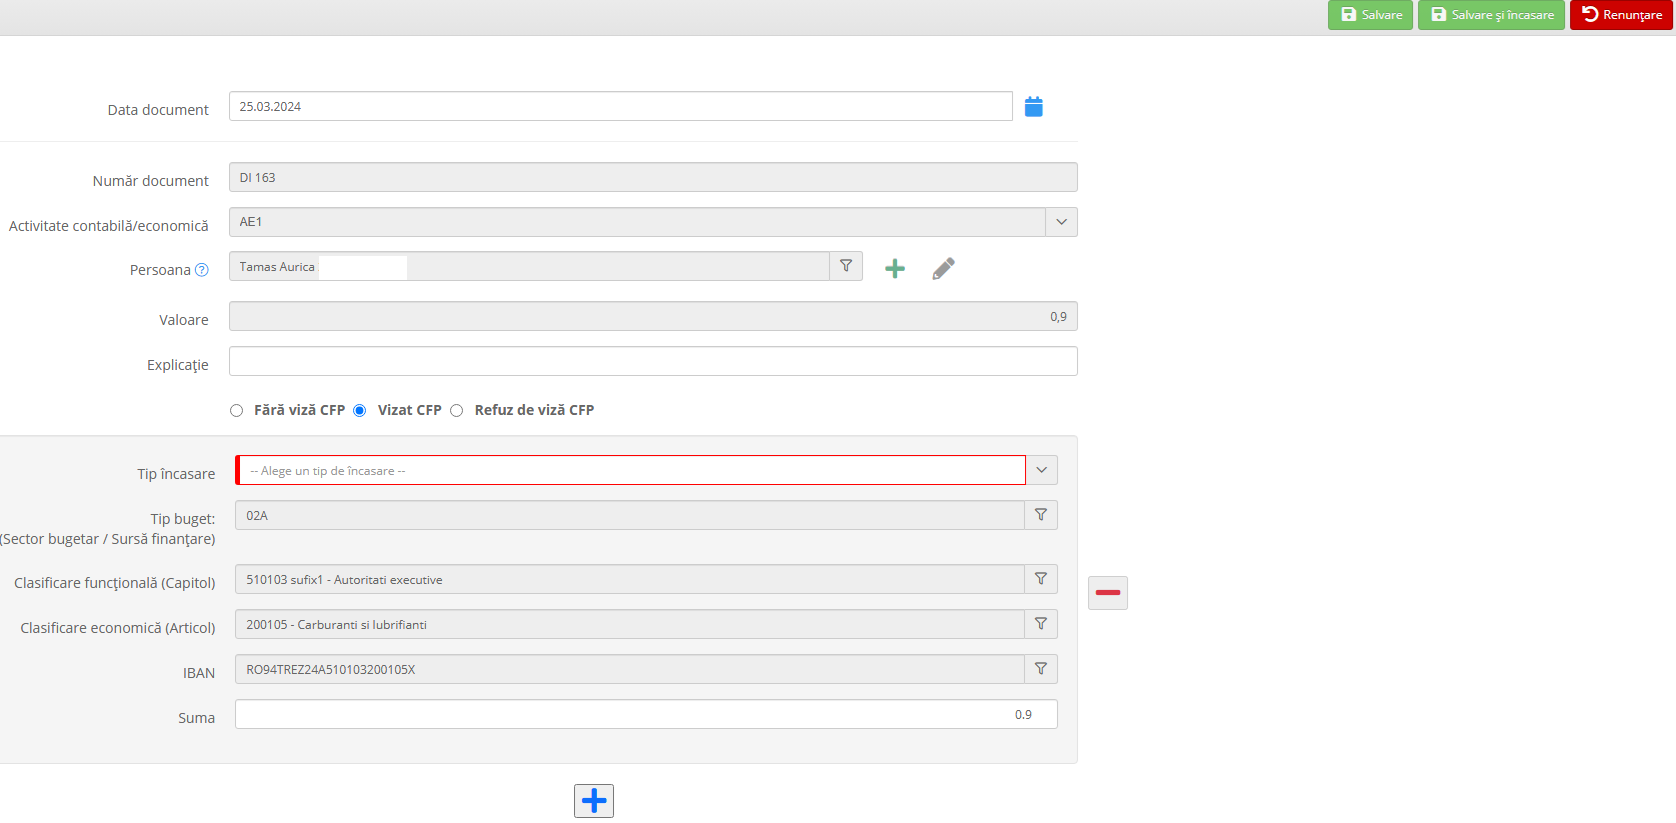 Salvare
Salvare și încasare
Renunțare
Data document
25.03.2024
Număr document
DI 163
Activitate contabilă/economică
AE1
Persoana
Tamas Aurica
Valoare
0,9
Explicație
Fără viză CFP
Vizat CFP
Refuz de viză CFP
Tip încasare
-- Alege un tip de încasare --
Tip buget:
(Sector bugetar / Sursă finanțare)
02A
Clasificare funcțională (Capitol)
510103 sufix1 - Autoritati executive
Clasificare economică (Articol)
200105 - Carburanti si lubrifianti
IBAN
RO94TREZ24A510103200105X
Suma
0.9